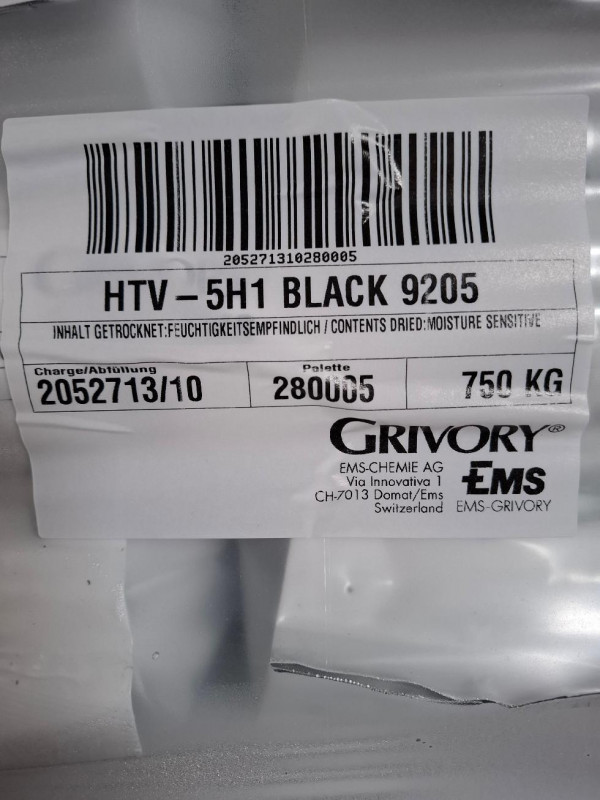 205271310280005
HTV – 5H1 BLACK 9205
INHALT GETROCKNET:FEUCHTIGKEITSEMPFINDLICH / CONTENTS DRIED:MOISTURE SENSITIVE
Charge/Abfüllung Palette
2052713/10 280005 750 KG
GRIVORY®
EMS-CHEMIE AG
Via Innovativa 1
CH-7013 Domat/Ems
Switzerland
EMS
EMS-GRIVORY